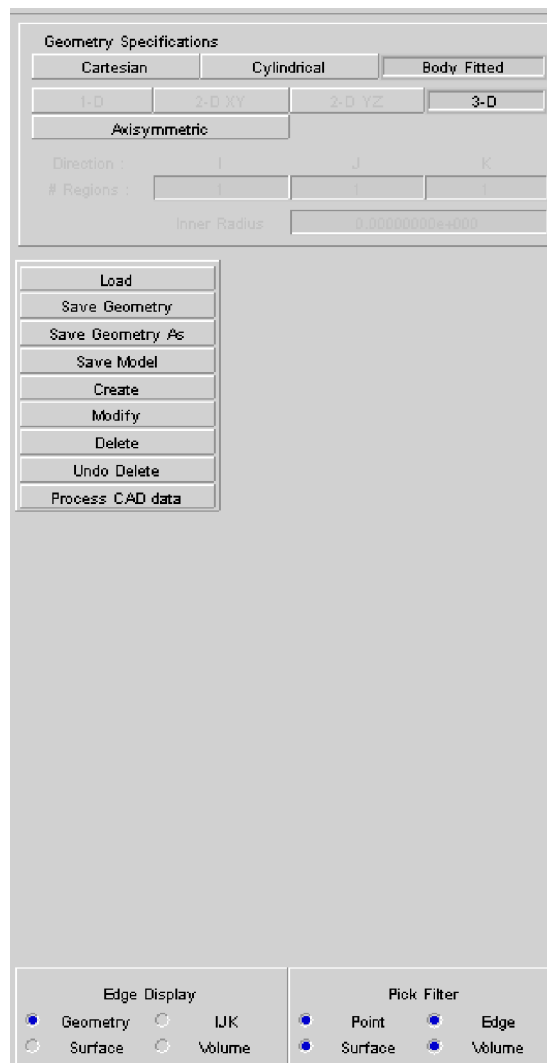 Geometry Specifications
Cartesian Cylindrical Body Fitted
1-D 2-D XY 2-D YZ 3-D
Axisymmetric
Direction : I J K
# Regions : 1 1 1
Inner Radius 0.00000000e+000
Load
Save Geometry
Save Geometry As
Save Model
Create
Modify
Delete
Undo Delete
Process CAD data
Edge Display Pick Filter
Geometry IJK Point Edge
Surface Volume Surface Volume